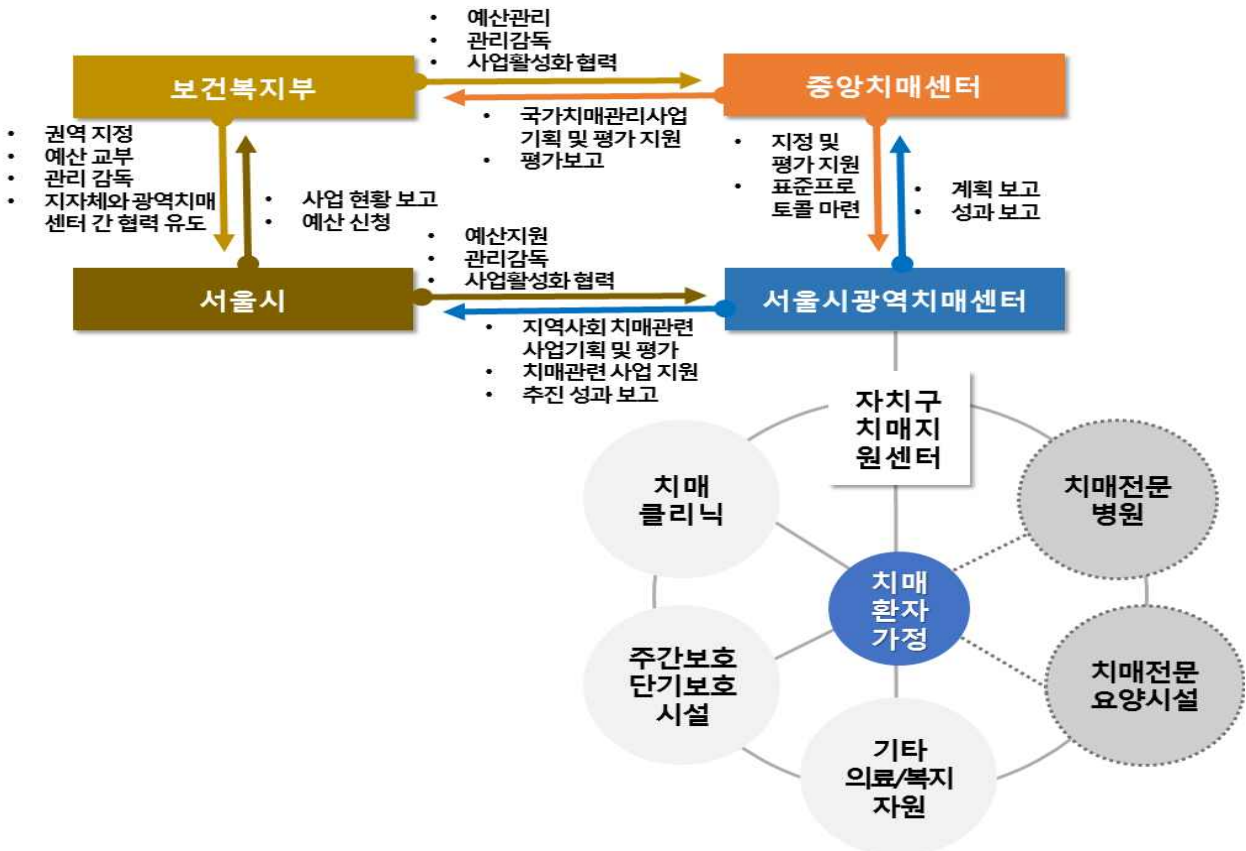 • 예산관리
• 관리감독
• 사업활성화 협력
보건복지부
중앙치매센터
• 국가치매관리사업
기획 및 평가 지원
• 평가보고
• 권역 지정
• 예산 교부
• 관리 감독
• 지자체와 광역치매
센터 간 협력 유도
• 사업 현황 보고
• 예산 신청
• 지정 및
평가 지원
• 표준프로
토콜 마련
• 계획 보고
• 성과 보고
• 예산지원
• 관리감독
• 사업활성화 협력
서울시
서울시광역치매센터
• 지역사회 치매관련
사업기획 및 평가
• 치매관련 사업 지원
• 추진 성과 보고
자치구
치매지
원센터
치매
클리닉
치매전문
병원
치매
환자
가정
주간보호
단기보호
시설
치매전문
요양시설
기타
의료/복지
자원